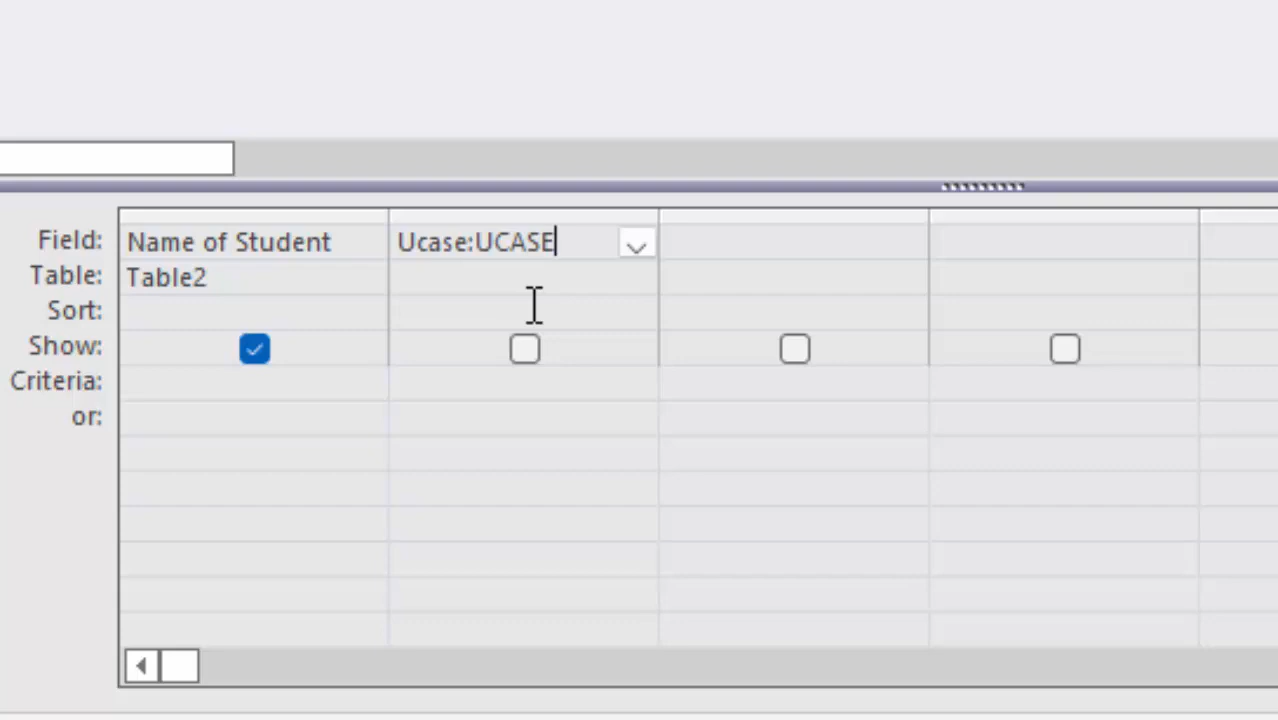 Field: Name of Student Ucase:UCASE
Table: Table2
Sort:
Show:
Criteria:
or: